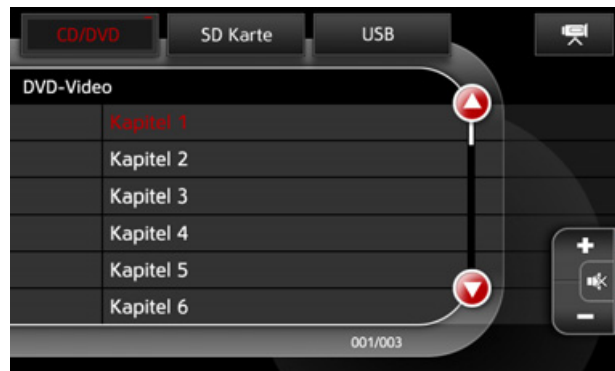 CD/DVD SD Karte USB
DVD-Video
Kapitel 1
Kapitel 2
Kapitel 3
Kapitel 4
Kapitel 5
Kapitel 6
001/003